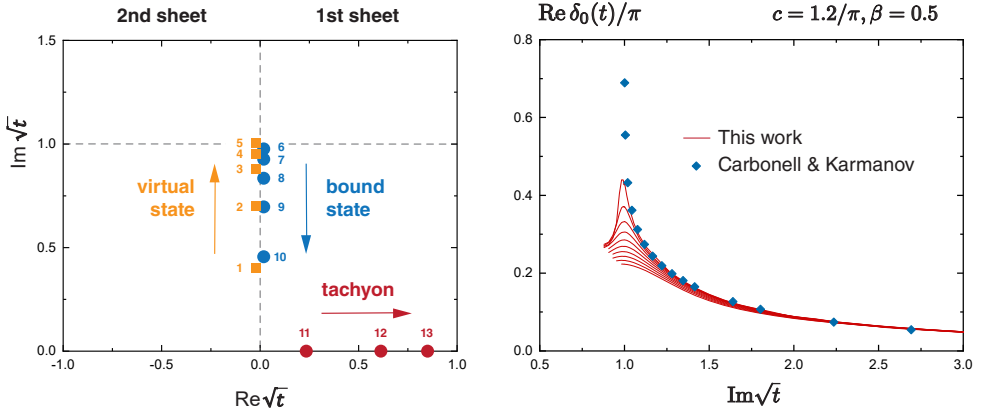 2nd sheet 1st sheet
1.5
1.0
0.5
0.0
Im √t
-1.0 -0.5 0.0 0.5 1.0
Re √t
5
4
3
2
1
6
7
8
9
10
virtual
state
bound
state
tachyon
11 12 13
Re δ₀(t)/π c = 1.2/π, β = 0.5
0.8
0.6
0.4
0.2
0.0
This work
Carbonell & Karmanov
0.5 1.0 1.5 2.0 2.5 3.0
Im√t